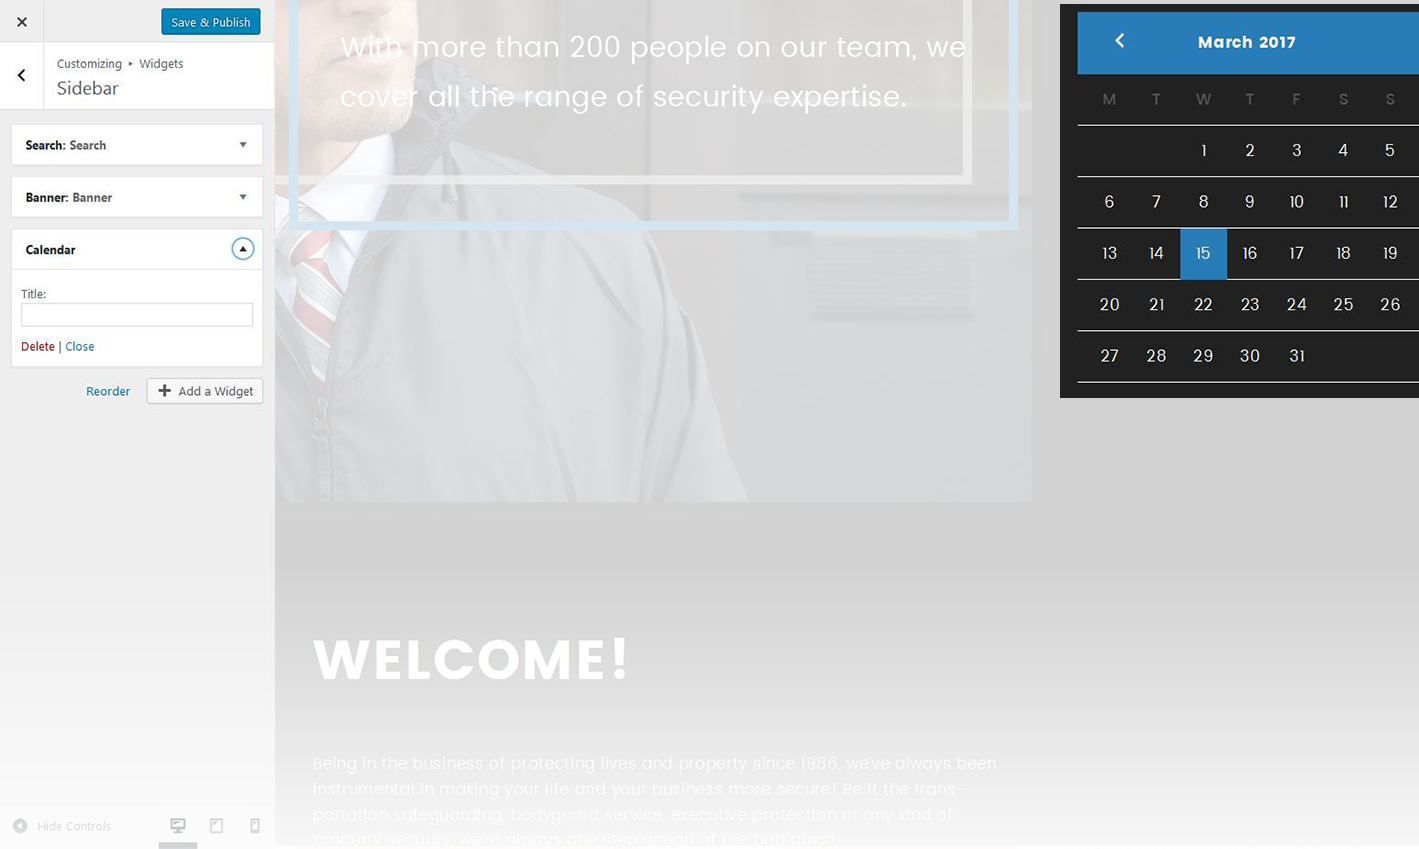 Save & Publish
Customizing ▸ Widgets
Sidebar
Search: Search
Banner: Banner
Calendar
Title:
Delete | Close
Reorder
Add a Widget
Hide Controls
With more than 200 people on our team, we
cover all the range of security expertise.
WELCOME!
Being in the business of protecting lives and property since 1986, we've always been
instrumental in making your life and your business more secure! Be it the trans-
portation safeguarding, bodyguard service, executive protection or any kind of
property security, we're always one step ahead of the bad guys!
March 2017
M T W T F S S
1 2 3 4 5
6 7 8 9 10 11 12
13 14 15 16 17 18 19
20 21 22 23 24 25 26
27 28 29 30 31